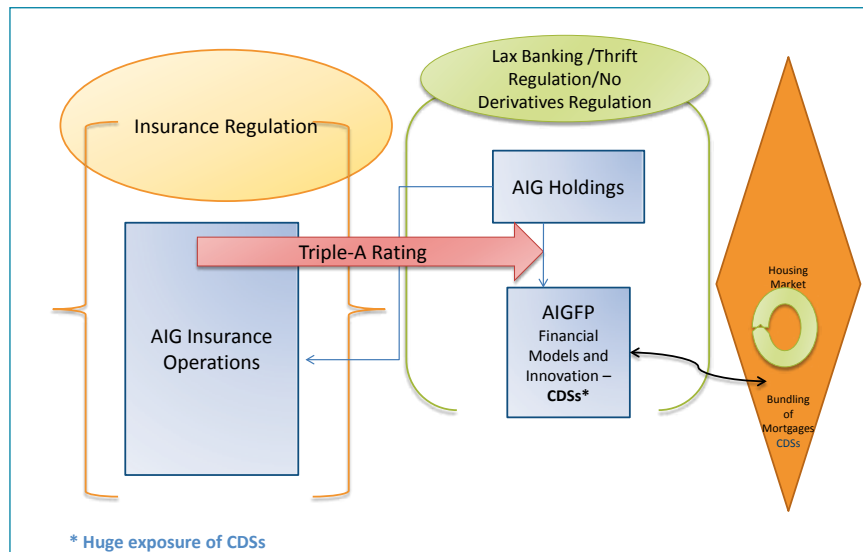 Insurance Regulation
Lax Banking /Thrift
Regulation/No
Derivatives Regulation
AIG Holdings
Triple-A Rating
AIG Insurance
Operations
AIGFP
Financial
Models and
Innovation –
CDSs*
Housing
Market
Bundling
of
Mortgages
CDSs
* Huge exposure of CDSs